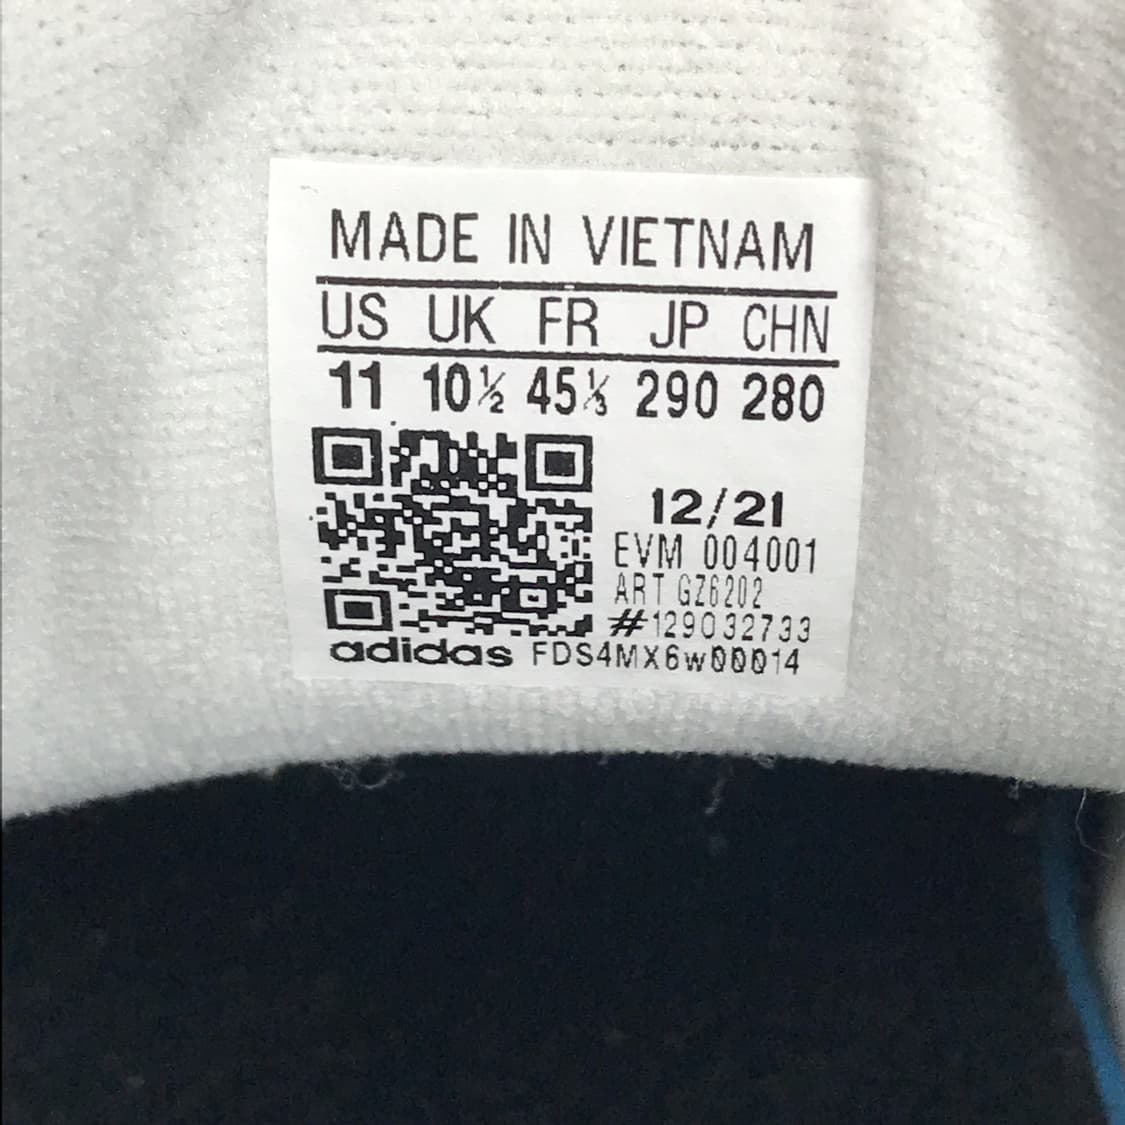 MADE IN VIETNAM
US UK FR JP CHN
11 10½ 45⅓ 290 280
12/21
EVM 004001
ART GZ6202
#129032733
adidas FDS4MX6w00014